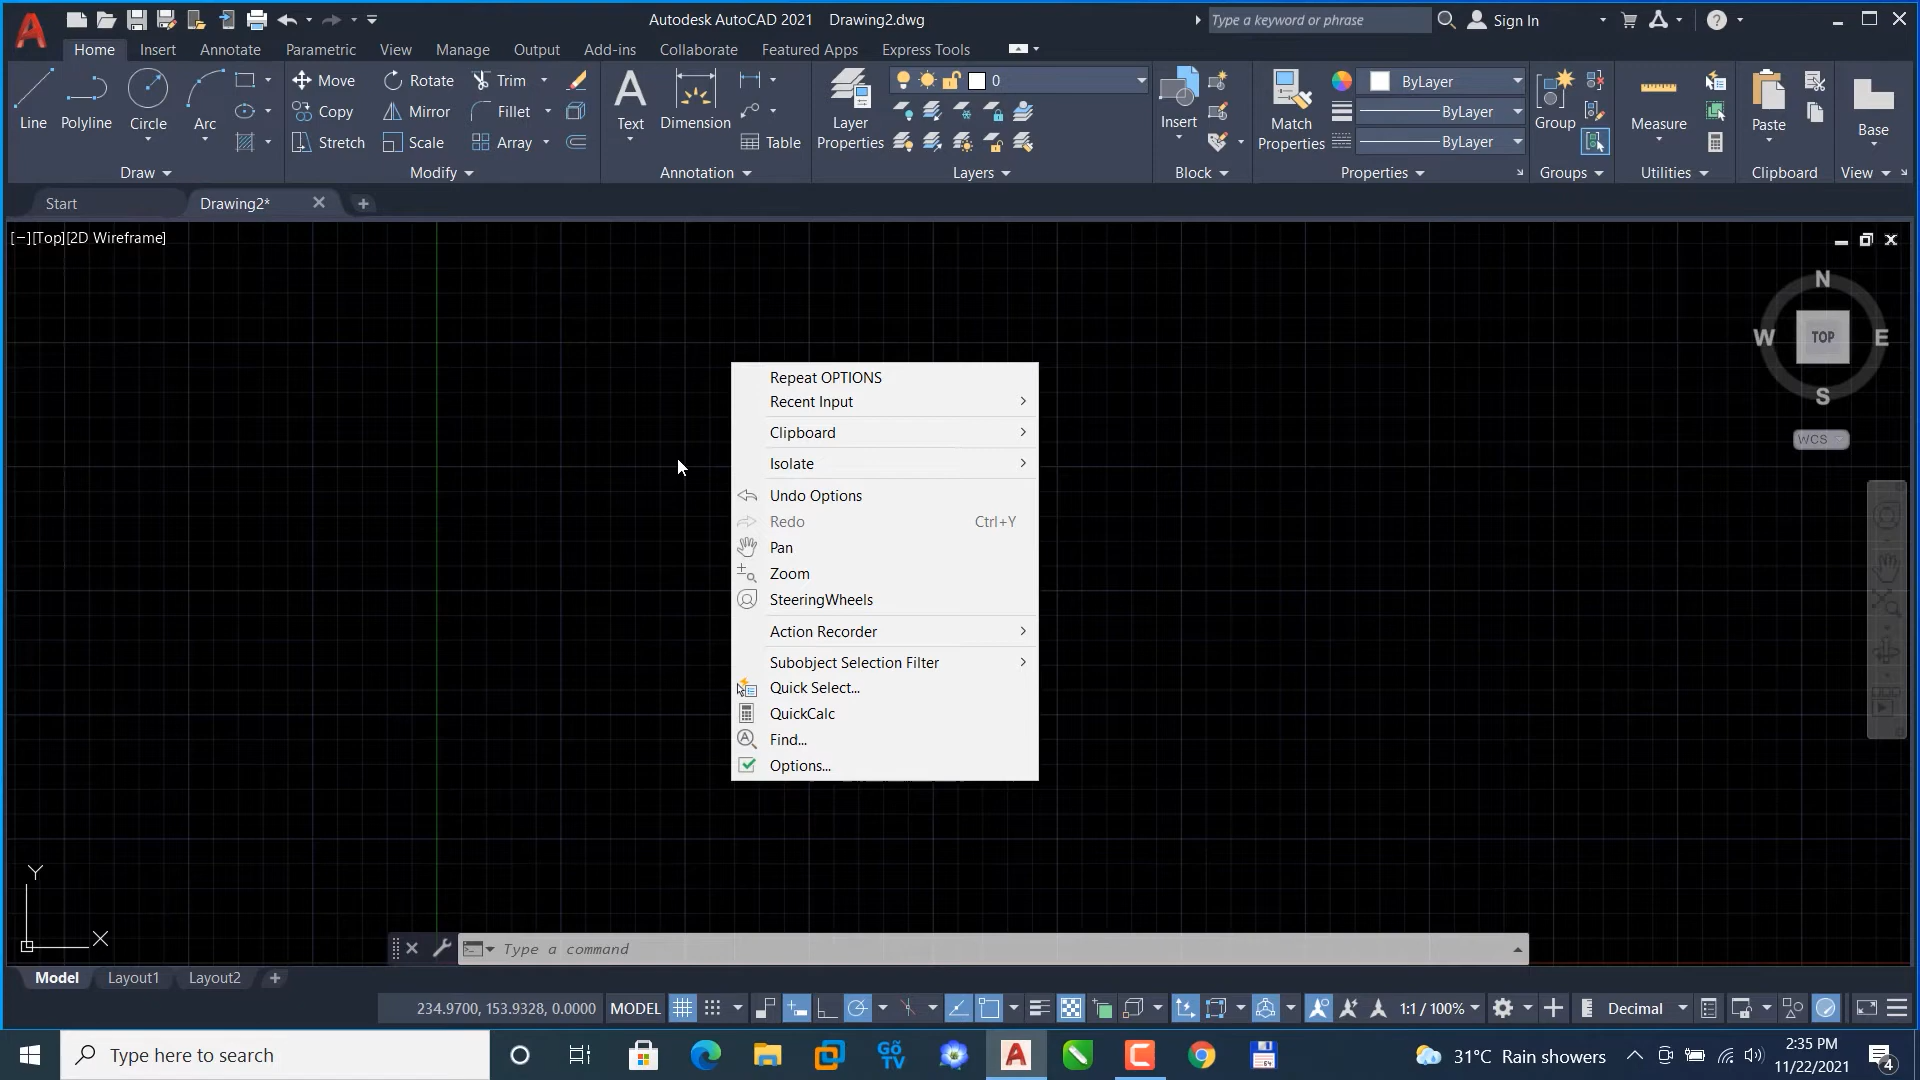 Autodesk AutoCAD 2021 Drawing2.dwg
Type a keyword or phrase
Sign In
Home Insert Annotate Parametric View Manage Output Add-ins Collaborate Featured Apps Express Tools
Line
Polyline
Circle
Arc
Draw
Move
Rotate
Trim
Copy
Mirror
Fillet
Stretch
Scale
Array
Modify
Text
Dimension
Table
Annotation
Layer
Properties
0
Layers
Insert
Block
Match
Properties
ByLayer
ByLayer
ByLayer
Properties
Group
Groups
Measure
Utilities
Paste
Clipboard
Base
View
Start
Drawing2*
[−][Top][2D Wireframe]
N
W
TOP
E
S
WCS
Repeat OPTIONS
Recent Input
Clipboard
Isolate
Undo Options
Redo Ctrl+Y
Pan
Zoom
SteeringWheels
Action Recorder
Subobject Selection Filter
Quick Select...
QuickCalc
Find...
Options...
Y
X
Type a command
Model Layout1 Layout2
234.9700, 153.9328, 0.0000 MODEL
1:1 / 100%
Decimal
Type here to search
GõTV
31°C Rain showers
2:35 PM
11/22/2021
4